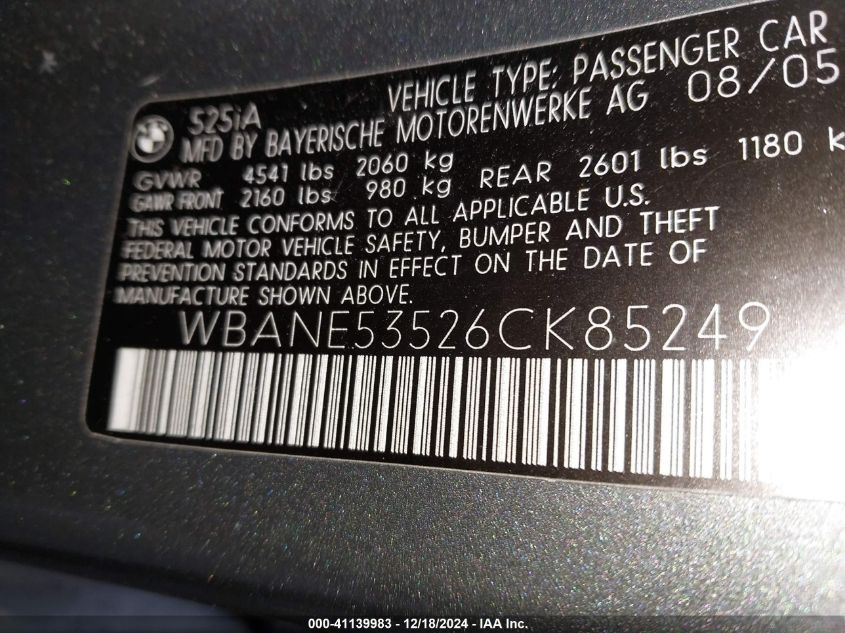 BMW
525iA VEHICLE TYPE: PASSENGER CAR
MFD BY BAYERISCHE MOTORENWERKE AG 08/05
GVWR 4541 lbs 2060 kg
GAWR FRONT 2160 lbs 980 kg REAR 2601 lbs 1180 k
THIS VEHICLE CONFORMS TO ALL APPLICABLE U.S.
FEDERAL MOTOR VEHICLE SAFETY, BUMPER AND THEFT
PREVENTION STANDARDS IN EFFECT ON THE DATE OF
MANUFACTURE SHOWN ABOVE.
WBANE53526CK85249
000-41139983 - 12/18/2024 - IAA Inc.